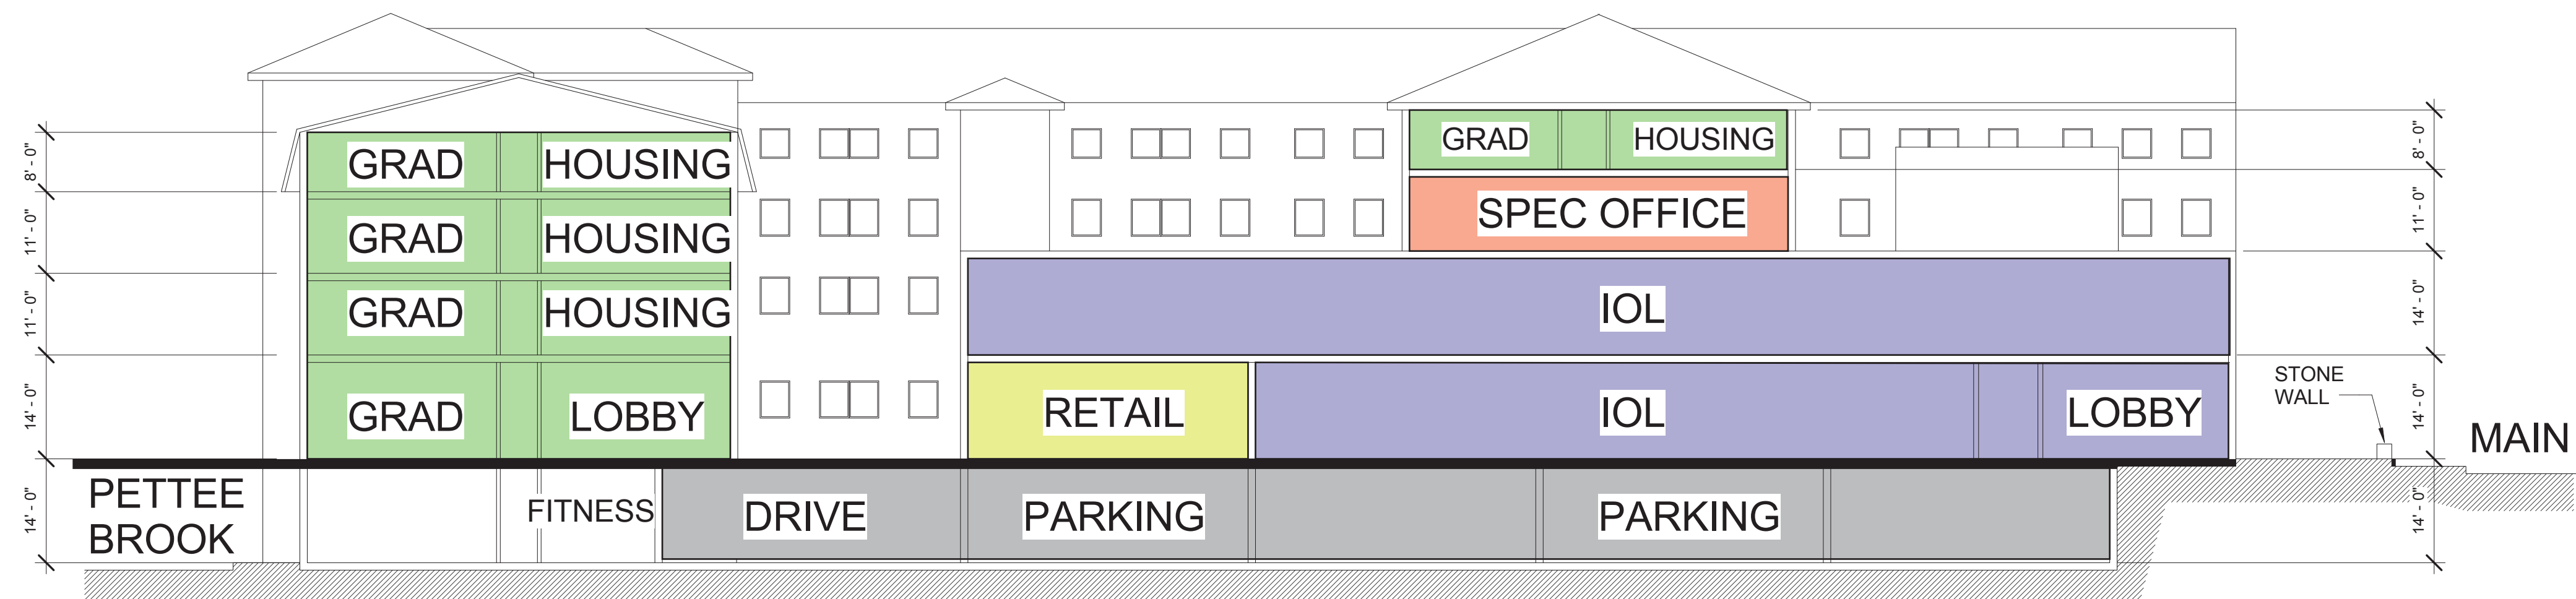 GRAD HOUSING
8' - 0"
8' - 0"
GRAD HOUSING
SPEC OFFICE
11' - 0"
11' - 0"
GRAD HOUSING
11' - 0"
GRAD HOUSING
IOL
14' - 0"
14' - 0"
GRAD LOBBY
RETAIL
IOL
LOBBY
14' - 0"
STONE
WALL
MAIN
PETTEE
BROOK
14' - 0"
FITNESS
DRIVE
PARKING
PARKING
14' - 0"